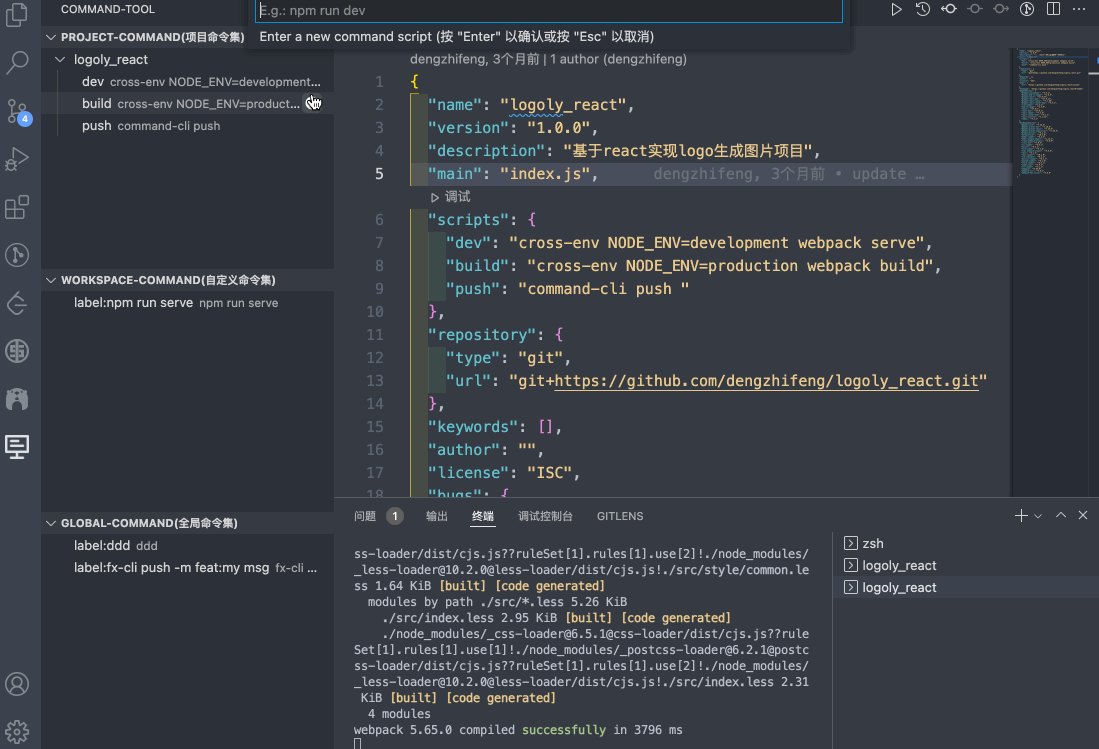 COMMAND-TOOL
E.g.: npm run dev
Enter a new command script (按 "Enter" 以确认或按 "Esc" 以取消)
PROJECT-COMMAND(项目命令集)
logoly_react
dev cross-env NODE_ENV=development...
build cross-env NODE_ENV=product...
push command-cli push
4
WORKSPACE-COMMAND(自定义命令集)
label:npm run serve npm run serve
GLOBAL-COMMAND(全局命令集)
label:ddd ddd
label:fx-cli push -m feat:my msg fx-cli ...
dengzhifeng, 3个月前 | 1 author (dengzhifeng)
1 {
2 "name": "logoly_react",
3 "version": "1.0.0",
4 "description": "基于react实现logo生成图片项目",
5 "main": "index.js", dengzhifeng, 3个月前 • update …
调试
6 "scripts": {
7 "dev": "cross-env NODE_ENV=development webpack serve",
8 "build": "cross-env NODE_ENV=production webpack build",
9 "push": "command-cli push "
10 },
11 "repository": {
12 "type": "git",
13 "url": "git+https://github.com/dengzhifeng/logoly_react.git"
14 },
15 "keywords": [],
16 "author": "",
17 "license": "ISC",
18 "bugs": {
问题 1 输出 终端 调试控制台 GITLENS
ss-loader/dist/cjs.js??ruleSet[1].rules[1].use[2]!./node_modules/
_less-loader@10.2.0@less-loader/dist/cjs.js!./src/style/common.le
ss 1.64 KiB [built] [code generated]
modules by path ./src/*.less 5.26 KiB
./src/index.less 2.95 KiB [built] [code generated]
./node_modules/_css-loader@6.5.1@css-loader/dist/cjs.js??rule
Set[1].rules[1].use[1]!./node_modules/_postcss-loader@6.2.1@postc
ss-loader/dist/cjs.js??ruleSet[1].rules[1].use[2]!./node_modules/
_less-loader@10.2.0@less-loader/dist/cjs.js!./src/index.less 2.31
KiB [built] [code generated]
4 modules
webpack 5.65.0 compiled successfully in 3796 ms
zsh
logoly_react
logoly_react